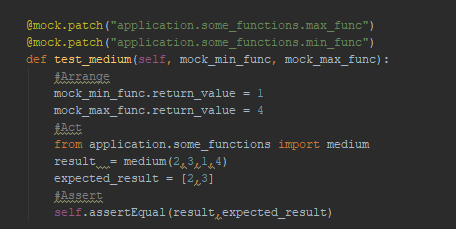 @mock.patch("application.some_functions.max_func")
@mock.patch("application.some_functions.min_func")
def test_medium(self, mock_min_func, mock_max_func):
    #Arrange
    mock_min_func.return_value = 1
    mock_max_func.return_value = 4
    #Act
    from application.some_functions import medium
    result  = medium(2,3,1,4)
    expected_result = [2,3]
    #Assert
    self.assertEqual(result,expected_result)